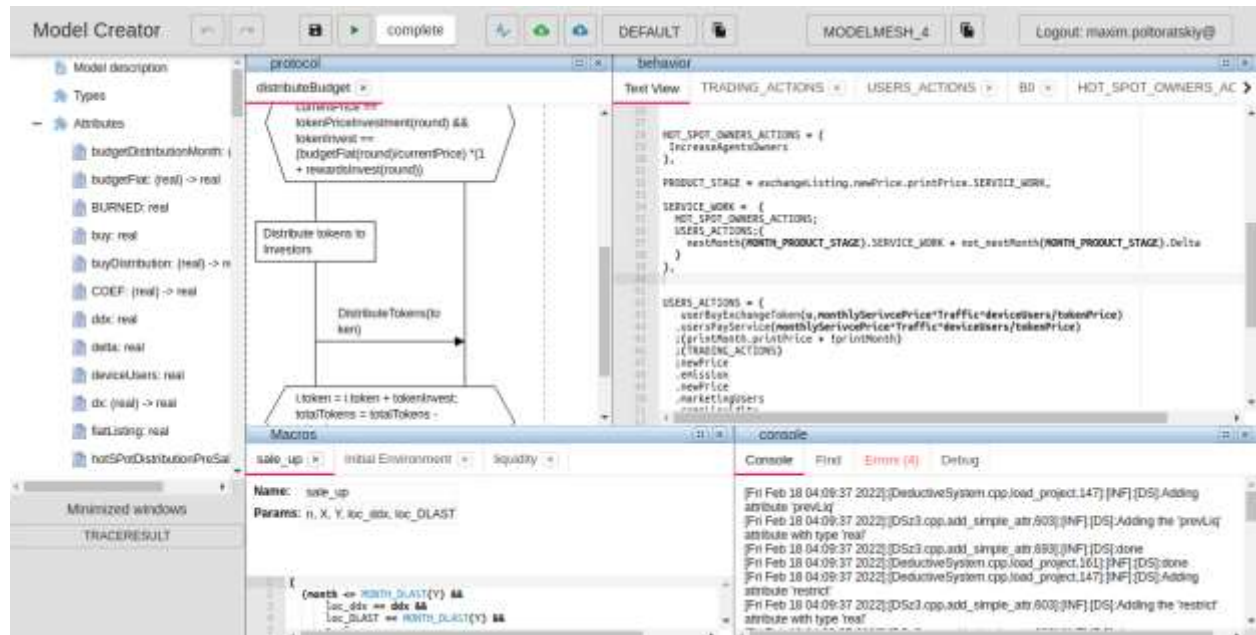 Model Creator
complete
DEFAULT
MODELMESH_4
Logout: maxim.poltoratskiy@
Model description
Types
Attributes
budgetDistributionMonth:
budgetFiat: (real) -> real
BURNED: real
buy: real
buyDistribution: (real) -> r
COEF: (real) -> real
ddx: real
delta: real
deviceUsers: real
dx: (real) -> real
fiatListing: real
hotSPotDistributionPreSal
Minimized windows
TRACERESULT
protocol
distributeBudget
currentPrice ==
tokenPriceInvestment(round) &&
tokenInvest ==
(budgetFiat(round)/currentPrice) *(1
+ rewardsInvest(round))
Distribute tokens to
Investors
DistributeTokens(to
ken)
i.token = i.token + tokenInvest;
totalTokens = totalTokens -
behavior
Text View
TRADING_ACTIONS
USERS_ACTIONS
B0
HOT_SPOT_OWNERS_AC
HOT_SPOT_OWNERS_ACTIONS = {
IncreaseAgentsOwners
},
PRODUCT_STAGE = exchangeListing.newPrice.printPrice.SERVICE_WORK,
SERVICE_WORK = {
HOT_SPOT_OWNERS_ACTIONS;
USERS_ACTIONS;{
nextMonth(MONTH_PRODUCT_STAGE).SERVICE_WORK + not_nextMonth(MONTH_PRODUCT_STAGE).Delta
}
},
USERS_ACTIONS = {
userBuyExchangeToken(u,monthlySerivcePrice*Traffic*deviceUsers/tokenPrice)
.usersPayService(monthlySerivcePrice*Traffic*deviceUsers/tokenPrice)
;(printMonth.printPrice + !printMonth)
;(TRADING_ACTIONS)
;newPrice
.emission
.newPrice
.marketingUsers
Macros
sale_up
Initial Environment
liquidity
Name: sale_up
Params: n, X, Y, loc_ddx, loc_DLAST
(
(month <= MONTH_DLAST(Y) &&
loc_ddx == ddx &&
loc_DLAST == MONTH_DLAST(Y) &&
console
Console
Find
Errors (4)
Debug
[Fri Feb 18 04:09:37 2022]:[DeductiveSystem.cpp,load_project,147]:[INF]:[DS]:Adding
attribute 'prevLiq'
[Fri Feb 18 04:09:37 2022]:[DSz3.cpp,add_simple_attr,603]:[INF]:[DS]:Adding the 'prevLiq'
attribute with type 'real'
[Fri Feb 18 04:09:37 2022]:[DSz3.cpp,add_simple_attr,693]:[INF]:[DS]:done
[Fri Feb 18 04:09:37 2022]:[DeductiveSystem.cpp,load_project,161]:[INF]:[DS]:done
[Fri Feb 18 04:09:37 2022]:[DeductiveSystem.cpp,load_project,147]:[INF]:[DS]:Adding
attribute 'restrict'
[Fri Feb 18 04:09:37 2022]:[DSz3.cpp,add_simple_attr,603]:[INF]:[DS]:Adding the 'restrict'
attribute with type 'real'